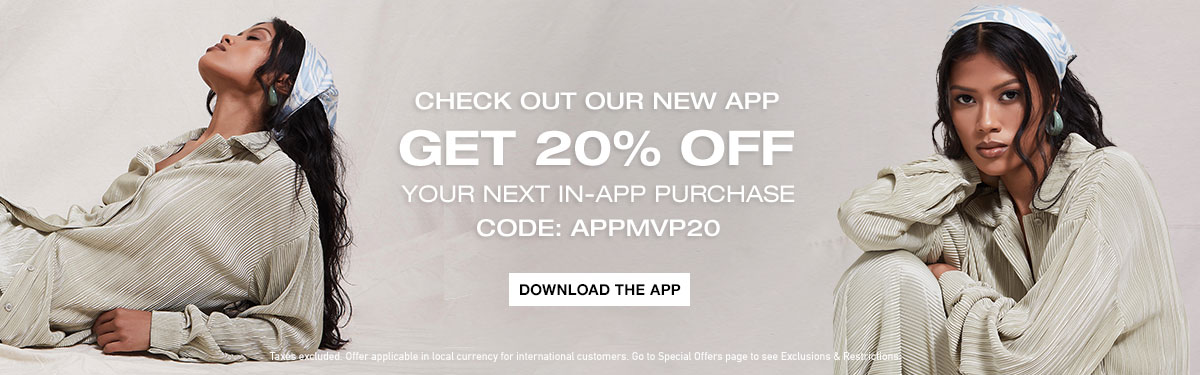 CHECK OUT OUR NEW APP
GET 20% OFF
YOUR NEXT IN-APP PURCHASE
CODE: APPMVP20
DOWNLOAD THE APP
Taxes excluded. Offer applicable in local currency for international customers. Go to Special Offers page to see Exclusions & Restrictions.